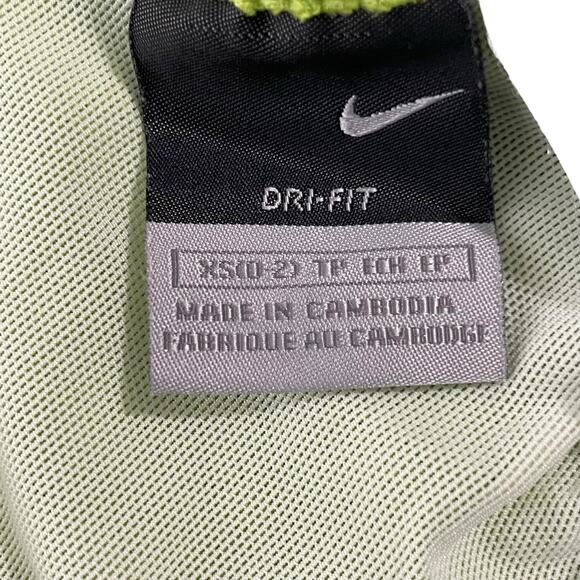 DRI-FIT
XS(0-2) TP ECH EP
MADE IN CAMBODIA
FABRIQUE AU CAMBODGE